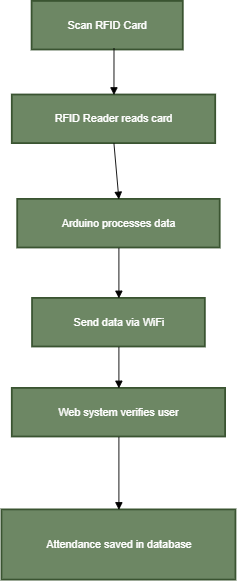 Scan RFID Card
RFID Reader reads card
Arduino processes data
Send data via WiFi
Web system verifies user
Attendance saved in database